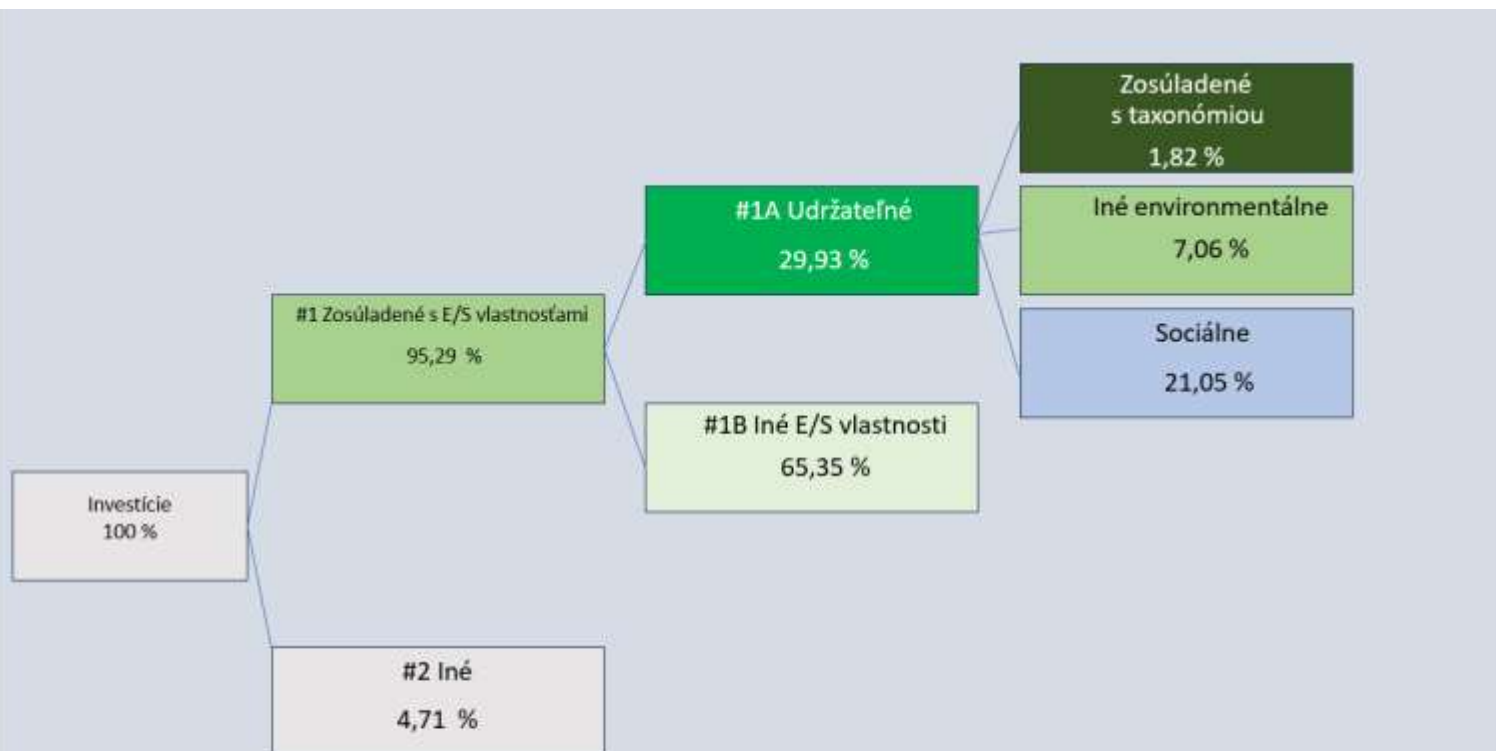 Zosúladené
s taxonómiou
1,82 %
#1A Udržateľné
29,93 %
Iné environmentálne
7,06 %
#1 Zosúladené s E/S vlastnosťami
95,29 %
Sociálne
21,05 %
#1B Iné E/S vlastnosti
65,35 %
Investície
100 %
#2 Iné
4,71 %